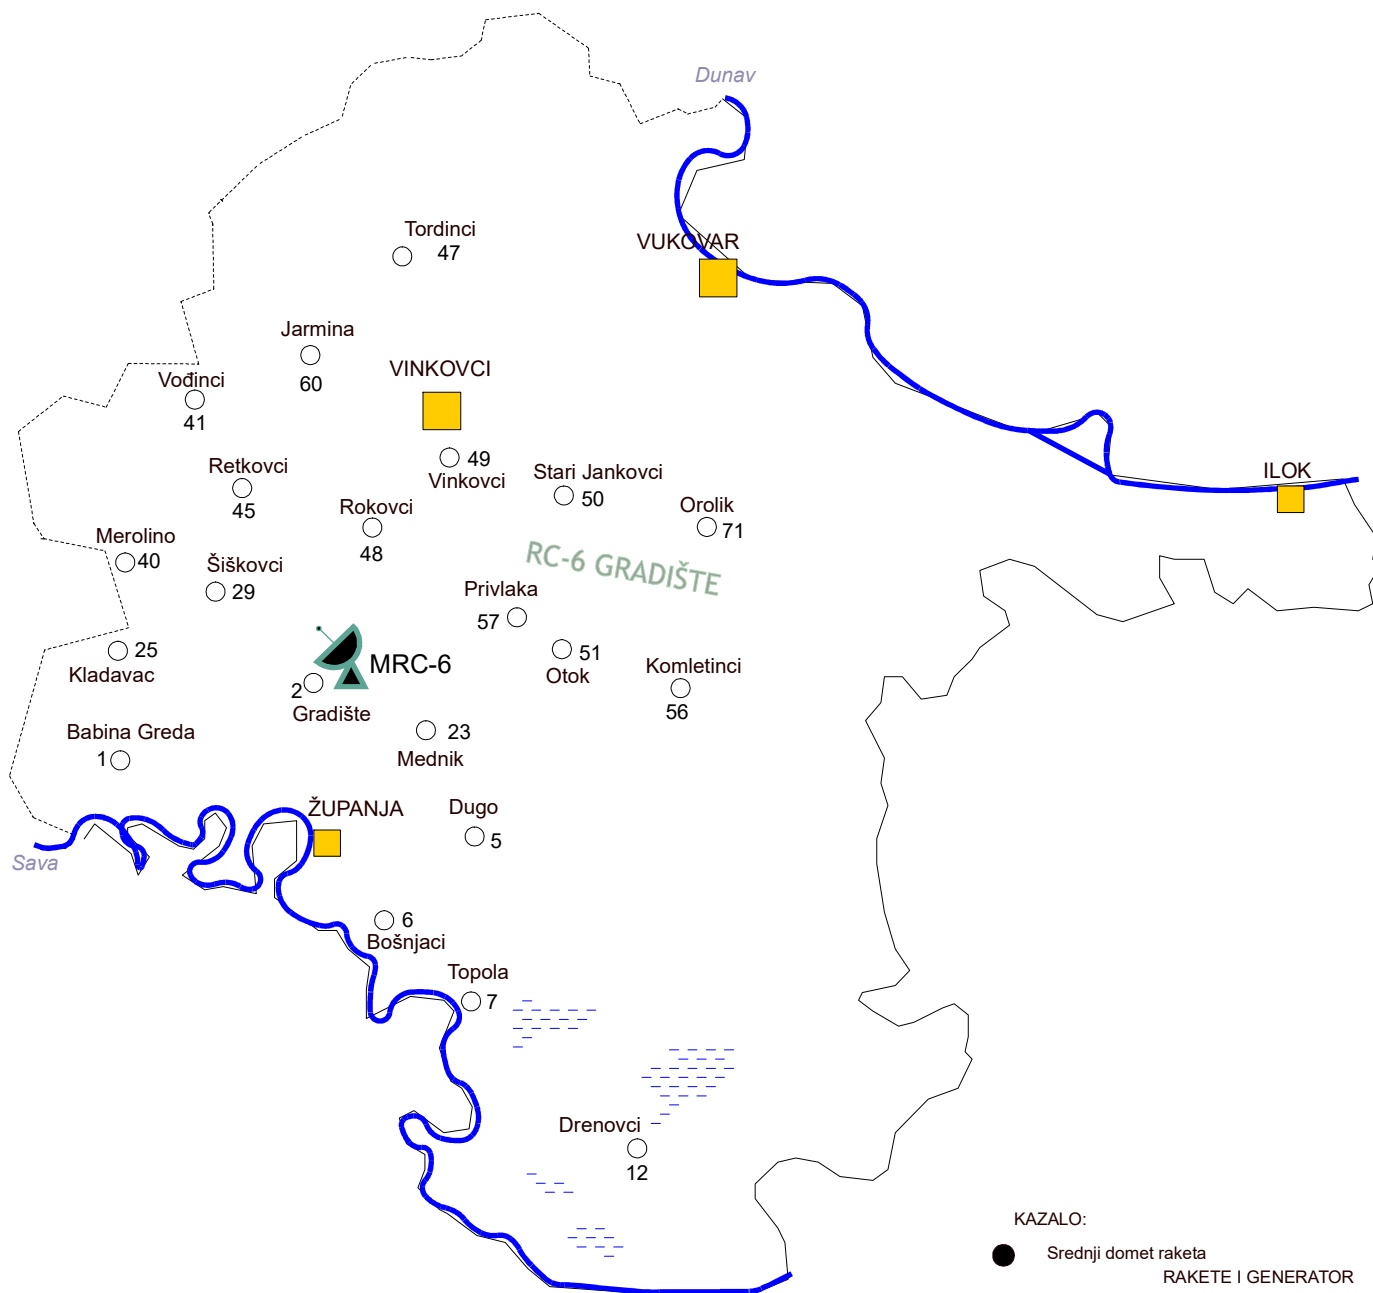 Dunav
Tordinci
47
VUKOVAR
Jarmina
60
VINKOVCI
Vođinci
41
49
Vinkovci
Retkovci
45
Stari Jankovci
50
ILOK
Rokovci
48
Orolik
71
Merolino
40
Šiškovci
29
RC-6 GRADIŠTE
Privlaka
57
25
Kladavac
MRC-6
51
Otok
Komletinci
56
2
Gradište
Babina Greda
1
23
Mednik
ŽUPANJA
Dugo
5
Sava
6
Bošnjaci
Topola
7
Drenovci
12
KAZALO:
Srednji domet raketa
RAKETE I GENERATOR